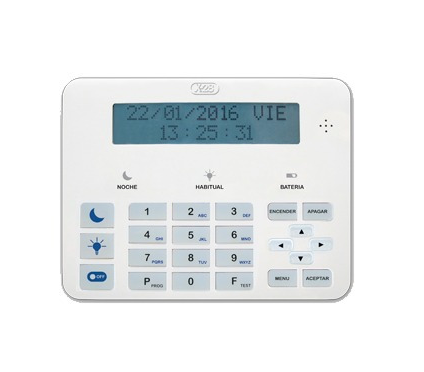 X2S
22/01/2016 VIE
13:25:31
NOCHE HABITUAL BATERIA
1 2 ABC 3 DEF ENCENDER APAGAR
4 GHI 5 JKL 6 MNO
7 PQRS 8 TUV 9 WXYZ
OFF P PROG 0 F TEST MENU ACEPTAR